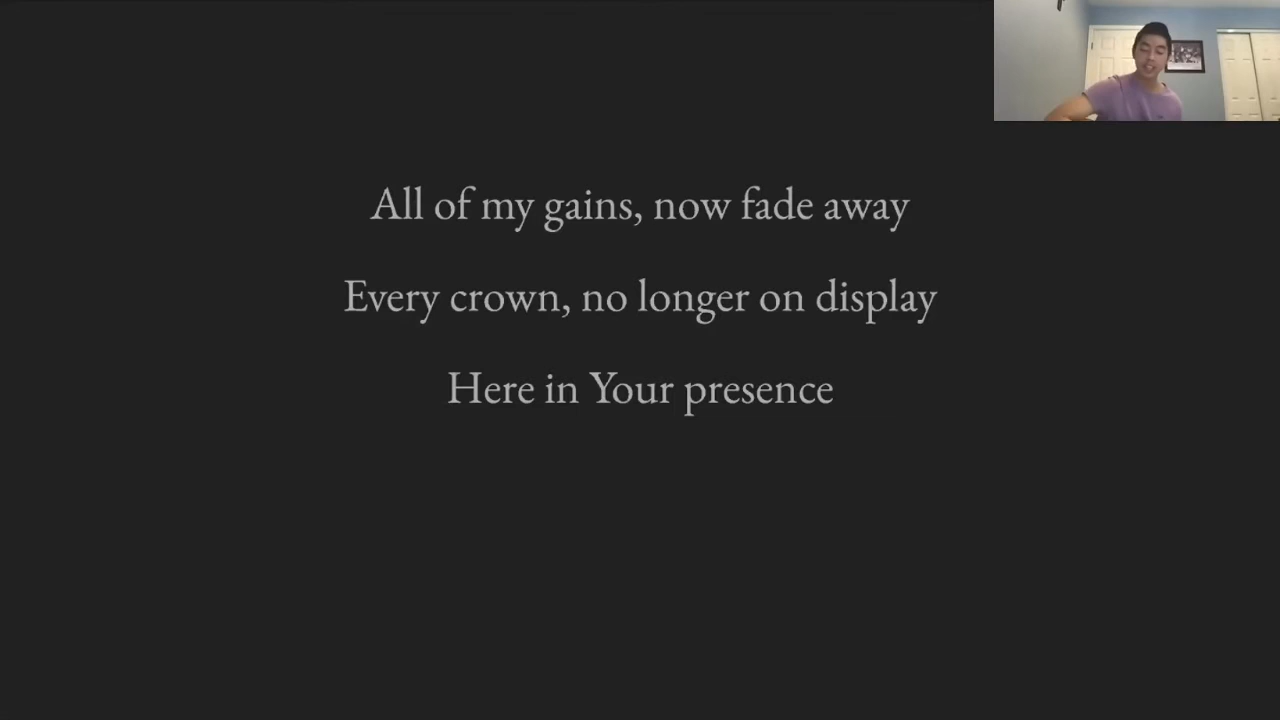 All of my gains, now fade away
Every crown, no longer on display
Here in Your presence